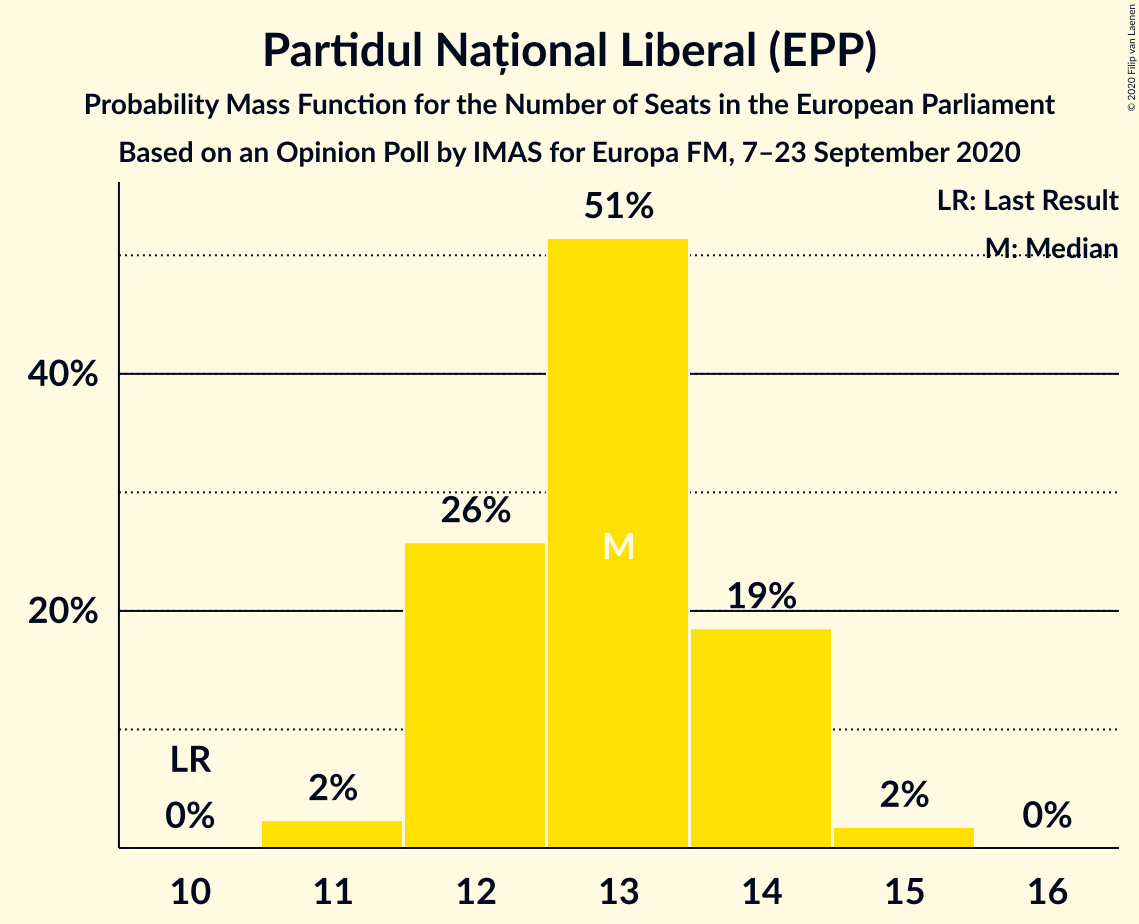 Partidul Național Liberal (EPP)
Probability Mass Function for the Number of Seats in the European Parliament
Based on an Opinion Poll by IMAS for Europa FM, 7–23 September 2020
© 2020 Filip van Laenen
LR: Last Result
M: Median
51%
40%
26%
M
19%
20%
LR
0%
2%
2%
0%
10 11 12 13 14 15 16